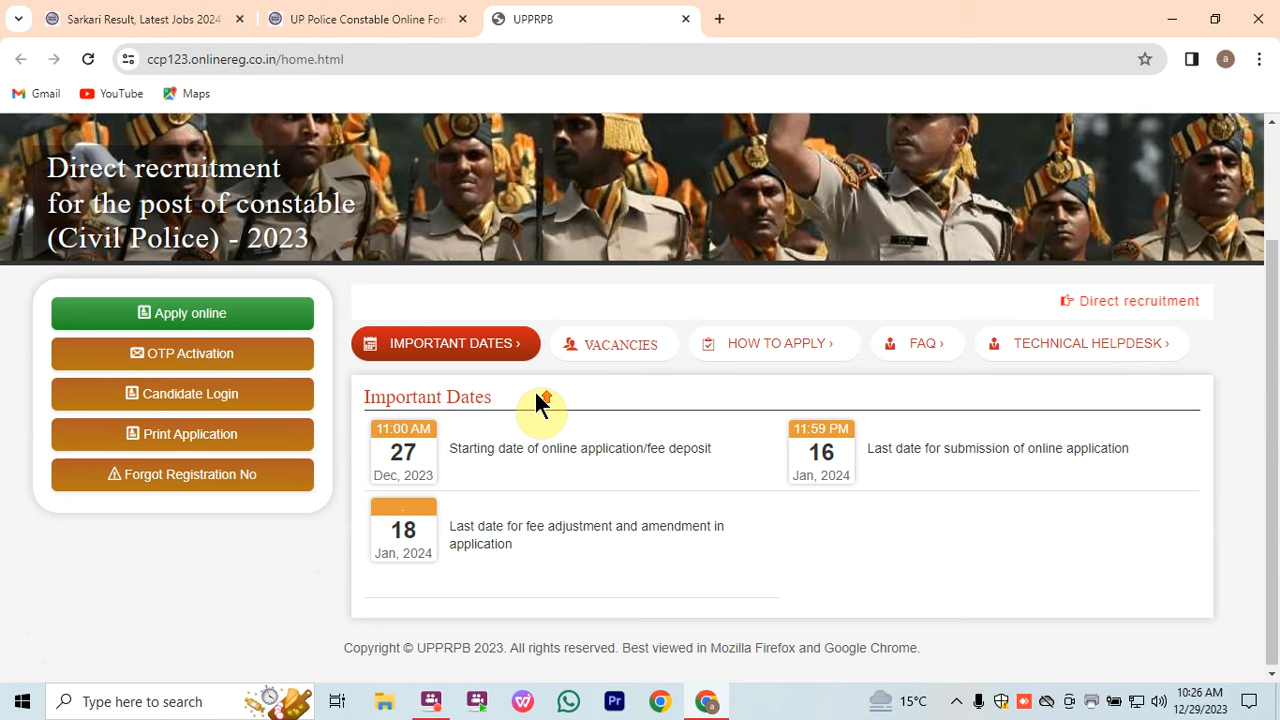 Sarkari Result, Latest Jobs 2024
UP Police Constable Online For
UPPRPB
ccp123.onlinereg.co.in/home.html
a
Gmail
YouTube
Maps
Direct recruitment
for the post of constable
(Civil Police) - 2023
Apply online
OTP Activation
Candidate Login
Print Application
Forgot Registration No
Direct recruitment
IMPORTANT DATES ›
VACANCIES
HOW TO APPLY ›
FAQ ›
TECHNICAL HELPDESK ›
Important Dates
11:00 AM
27
Dec, 2023
Starting date of online application/fee deposit
11:59 PM
16
Jan, 2024
Last date for submission of online application
.
18
Jan, 2024
Last date for fee adjustment and amendment in
application
Copyright © UPPRPB 2023. All rights reserved. Best viewed in Mozilla Firefox and Google Chrome.
Type here to search
Pr
a
15°C
10:26 AM
12/29/2023